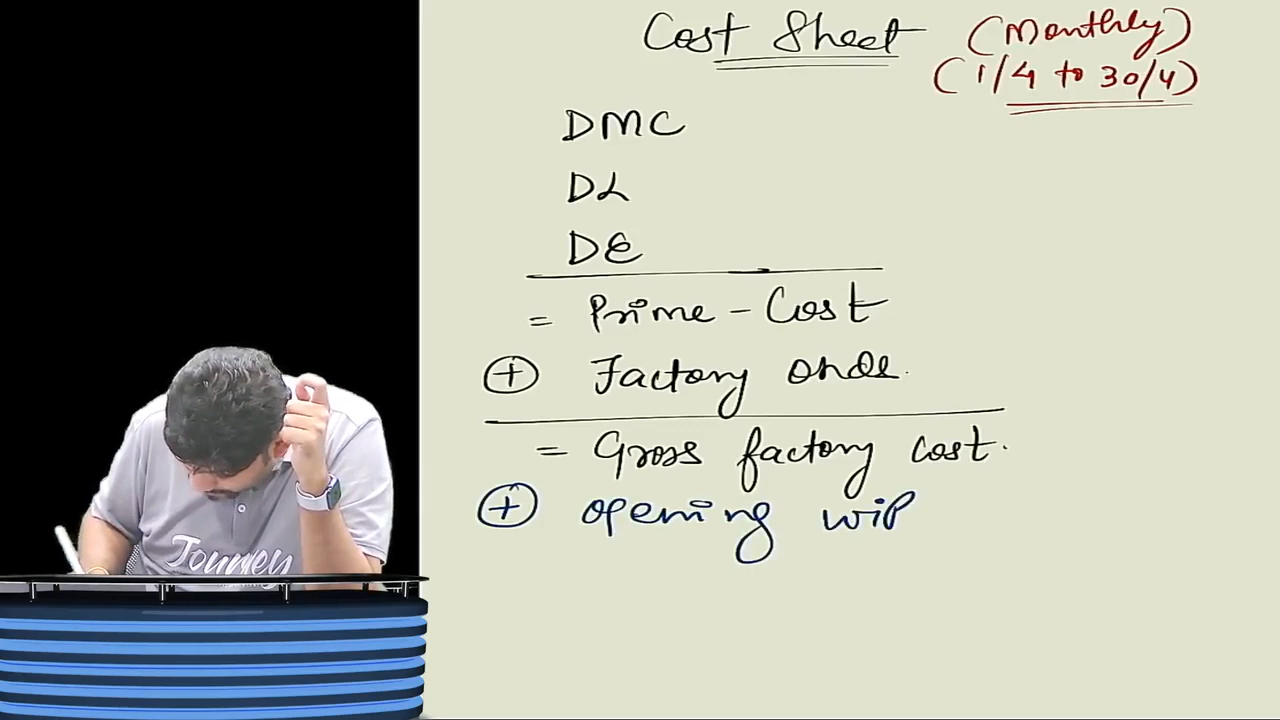 Cost Sheet (Monthly)
(1/4 to 30/4)
DMC
DL
DE
= Prime - Cost
+ Factory
= Gross factory cost.
+ opening WIP
Journey